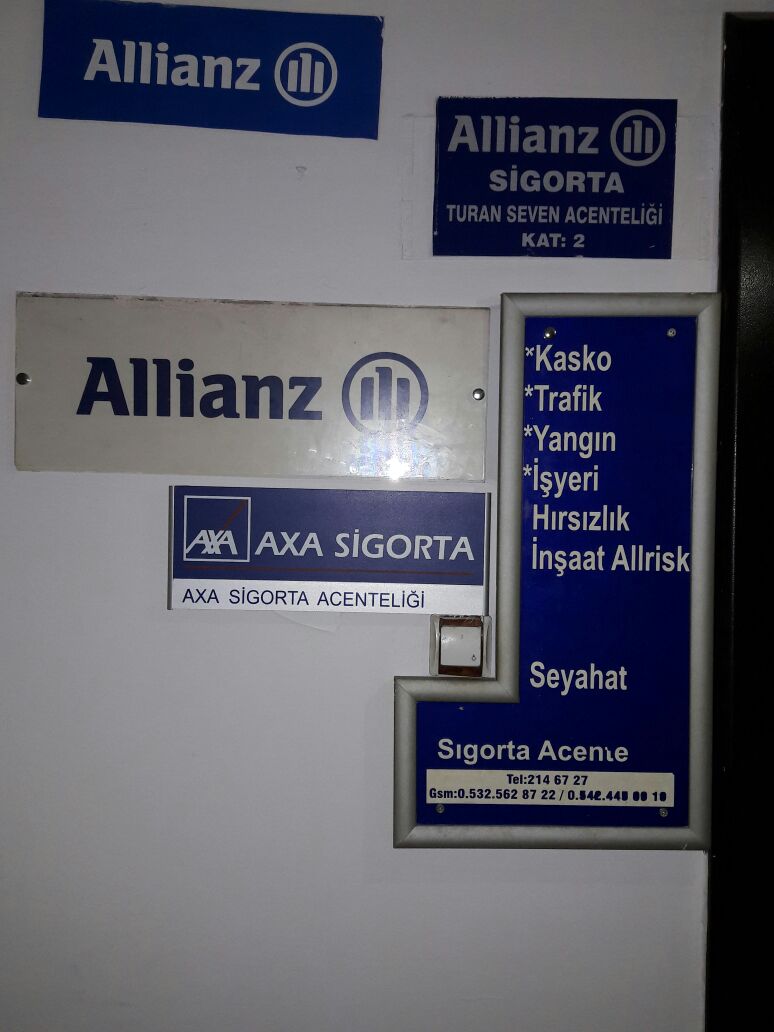 Allianz
Allianz
SİGORTA
TURAN SEVEN ACENTELİĞİ
KAT: 2
Allianz
AXA
AXA SİGORTA
AXA SİGORTA ACENTELİĞİ
*Kasko
*Trafik
*Yangın
*İşyeri
Hırsızlık
İnşaat Allrisk
Seyahat
Sigorta Acente
Tel:214 67 27
Gsm:0.532.562 87 22 /